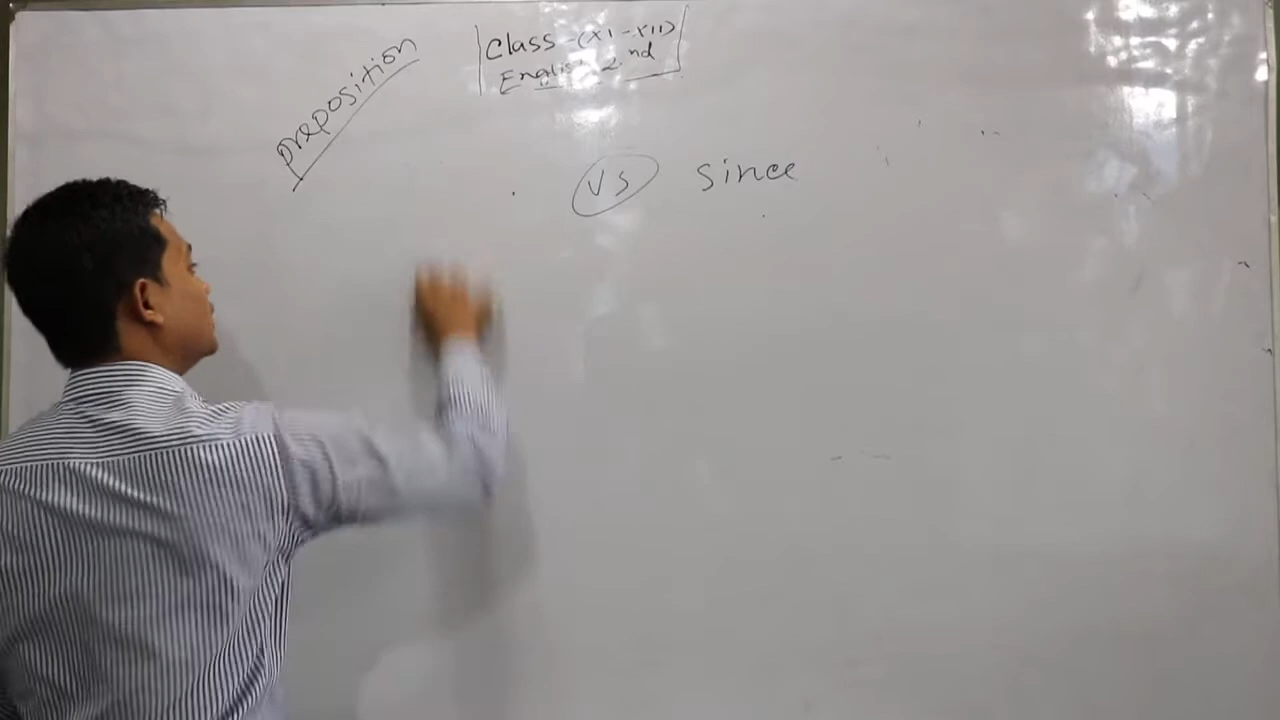 preposition
Class - (XI - XII)
English 2nd
VS since